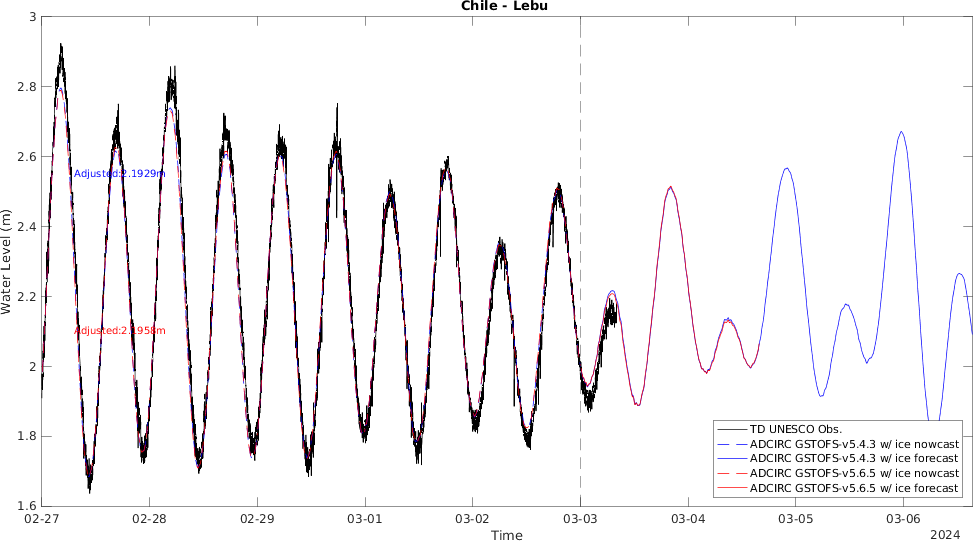 Chile - Lebu
3
2.8
2.6
2.4
2.2
2
1.8
1.6
Water Level (m)
Adjusted:2.1929m
Adjusted:2.1958m
TD UNESCO Obs.
ADCIRC GSTOFS-v5.4.3 w/ ice nowcast
ADCIRC GSTOFS-v5.4.3 w/ ice forecast
ADCIRC GSTOFS-v5.6.5 w/ ice nowcast
ADCIRC GSTOFS-v5.6.5 w/ ice forecast
02-27 02-28 02-29 03-01 03-02 03-03 03-04 03-05 03-06
Time
2024